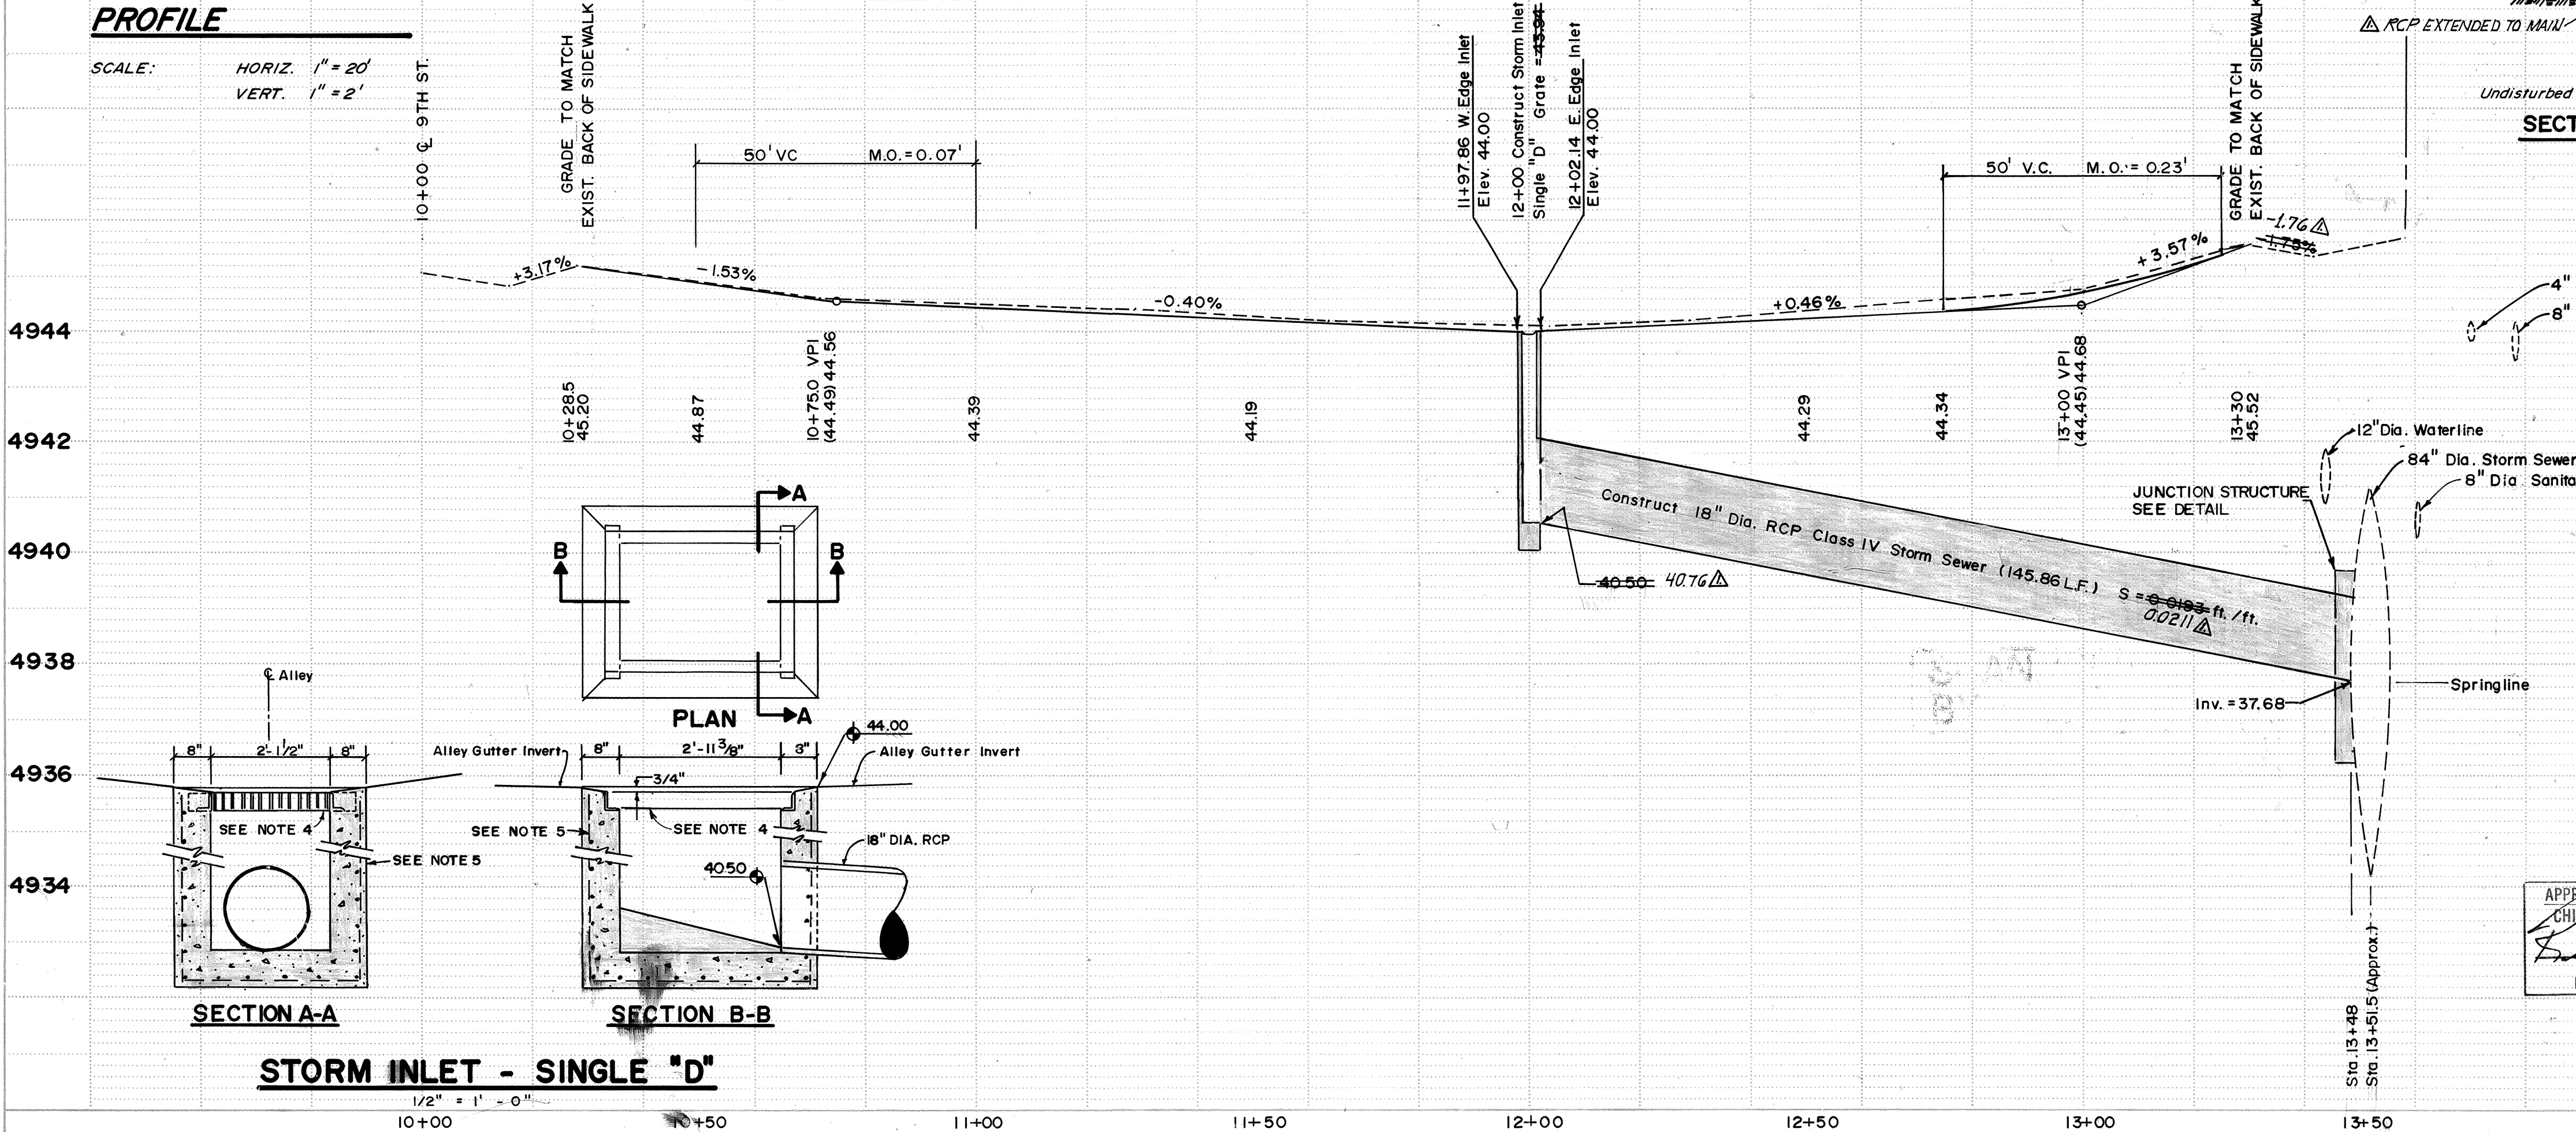 PROFILE
SCALE: HORIZ. 1" = 20'
VERT. 1" = 2'
10+00 ℄ 9TH ST.
GRADE TO MATCH
EXIST. BACK OF SIDEWALK
50' VC M.O. = 0.07'
11+97.86 W. Edge Inlet
Elev. 44.00
12+00 Construct Storm Inlet
Single "D" Grate = 43.94
12+02.14 E. Edge Inlet
Elev. 44.00
50' V.C. M.O. = 0.23'
GRADE TO MATCH
EXIST. BACK OF SIDEWALK
RCP EXTENDED TO MAIN
Undisturbed
SECT
-1.76
-1.75%
+3.17%
-1.53%
-0.40%
+0.46%
+3.57%
4"
8"
4944
4942
4940
4938
4936
4934
10+28.5
45.20
44.87
10+75.0 VPI
(44.49) 44.56
44.39
44.19
44.29
44.34
13+00 VPI
(44.45) 44.68
13+30
45.52
12" Dia. Waterline
84" Dia. Storm Sewer
8" Dia Sanita
JUNCTION STRUCTURE
SEE DETAIL
Construct 18" Dia. RCP Class IV Storm Sewer (145.86 L.F.) S = 0.0193 ft./ft.
0.0211
40.50 40.76
Inv. = 37.68
Springline
Sta. 13+48
Sta. 13+51.5 (Approx.)
A
B B
A
PLAN
℄ Alley
8" 2'-1/2" 8"
SEE NOTE 4
SEE NOTE 5
SECTION A-A
Alley Gutter Invert
8" 2'-11 3/8" 3"
44.00
Alley Gutter Invert
3/4"
SEE NOTE 5
SEE NOTE 4
18" DIA. RCP
40.50
SECTION B-B
STORM INLET - SINGLE "D"
1/2" = 1' - 0"
APP
CHI
10+00 10+50 11+00 11+50 12+00 12+50 13+00 13+50